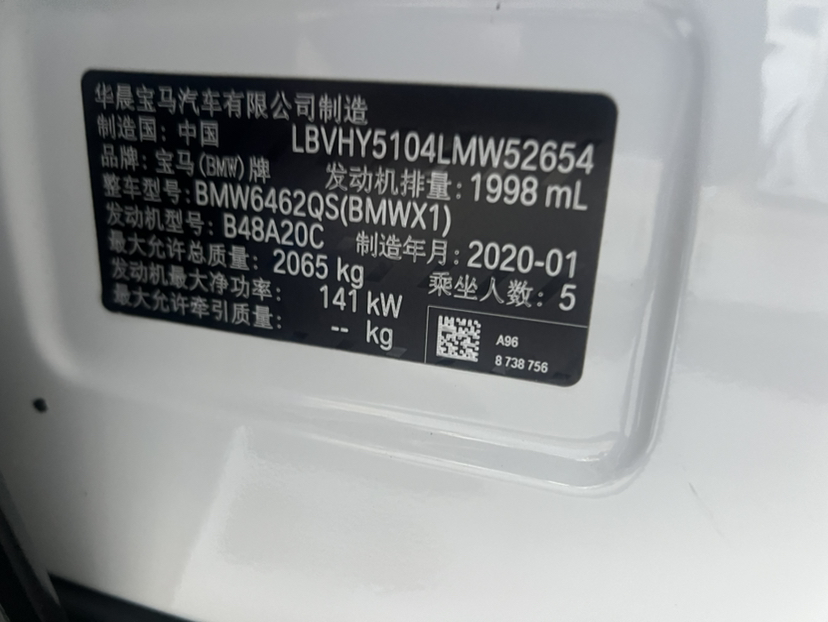 华晨宝马汽车有限公司制造
制造国: 中国 LBVHY5104LMW52654
品牌: 宝马(BMW)牌 发动机排量: 1998 mL
整车型号: BMW6462QS(BMWX1)
发动机型号: B48A20C 制造年月: 2020-01
最大允许总质量: 2065 kg 乘坐人数: 5
发动机最大净功率: 141 kW
最大允许牵引质量: -- kg
A96
8 738 756